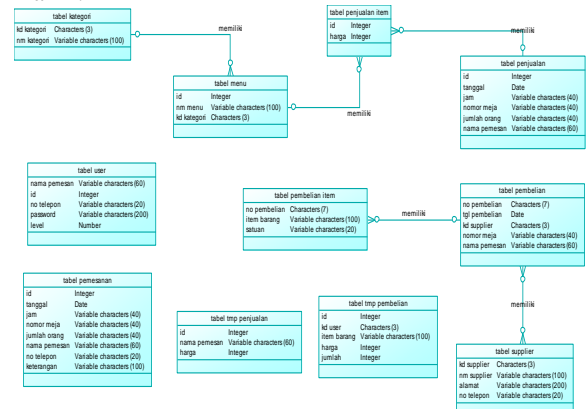 tabel kategori
kd kategori Characters (3)
nm kategori Variable characters (100)
memiliki
tabel penjualan item
id Integer
harga Integer
memiliki
tabel penjualan
id Integer
tanggal Date
jam Variable characters (40)
nomor meja Variable characters (40)
jumlah orang Variable characters (40)
nama pemesan Variable characters (60)
tabel menu
id Integer
nm menu Variable characters (100)
kd kategori Characters (3)
memiliki
tabel user
nama pemesan Variable characters (60)
id Integer
no telepon Variable characters (20)
password Variable characters (200)
level Number
tabel pembelian item
no pembelian Characters (7)
item barang Variable characters (100)
satuan Variable characters (20)
memiliki
tabel pembelian
no pembelian Characters (7)
tgl pembelian Date
kd supplier Characters (3)
nomor meja Variable characters (40)
nama pemesan Variable characters (60)
memiliki
tabel pemesanan
id Integer
tanggal Date
jam Variable characters (40)
nomor meja Variable characters (40)
jumlah orang Variable characters (40)
nama pemesan Variable characters (60)
no telepon Variable characters (20)
keterangan Variable characters (100)
tabel tmp penjualan
id Integer
nama pemesan Variable characters (60)
harga Integer
tabel tmp pembelian
id Integer
kd user Characters (3)
item barang Variable characters (100)
harga Integer
jumlah Integer
tabel supplier
kd supplier Characters (3)
nm supplier Variable characters (100)
alamat Variable characters (200)
no telepon Variable characters (20)